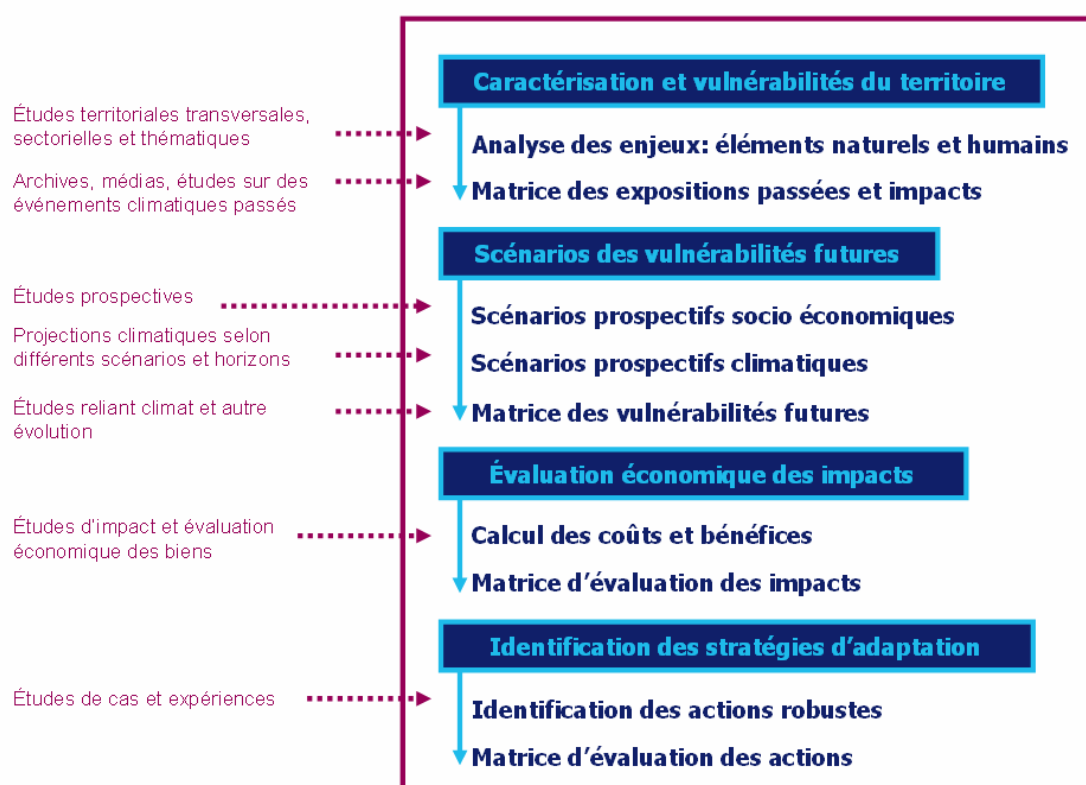 Caractérisation et vulnérabilités du territoire
Études territoriales transversales,
sectorielles et thématiques
Analyse des enjeux: éléments naturels et humains
Archives, médias, études sur des
événements climatiques passés
Matrice des expositions passées et impacts
Scénarios des vulnérabilités futures
Études prospectives
Scénarios prospectifs socio économiques
Projections climatiques selon
différents scénarios et horizons
Scénarios prospectifs climatiques
Études reliant climat et autre
évolution
Matrice des vulnérabilités futures
Évaluation économique des impacts
Études d'impact et évaluation
économique des biens
Calcul des coûts et bénéfices
Matrice d’évaluation des impacts
Identification des stratégies d’adaptation
Études de cas et expériences
Identification des actions robustes
Matrice d’évaluation des actions